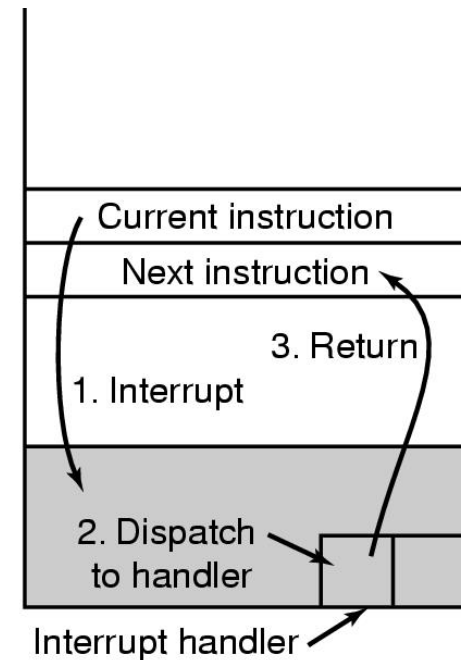 Current instruction
Next instruction
3. Return
1. Interrupt
2. Dispatch
to handler
Interrupt handler